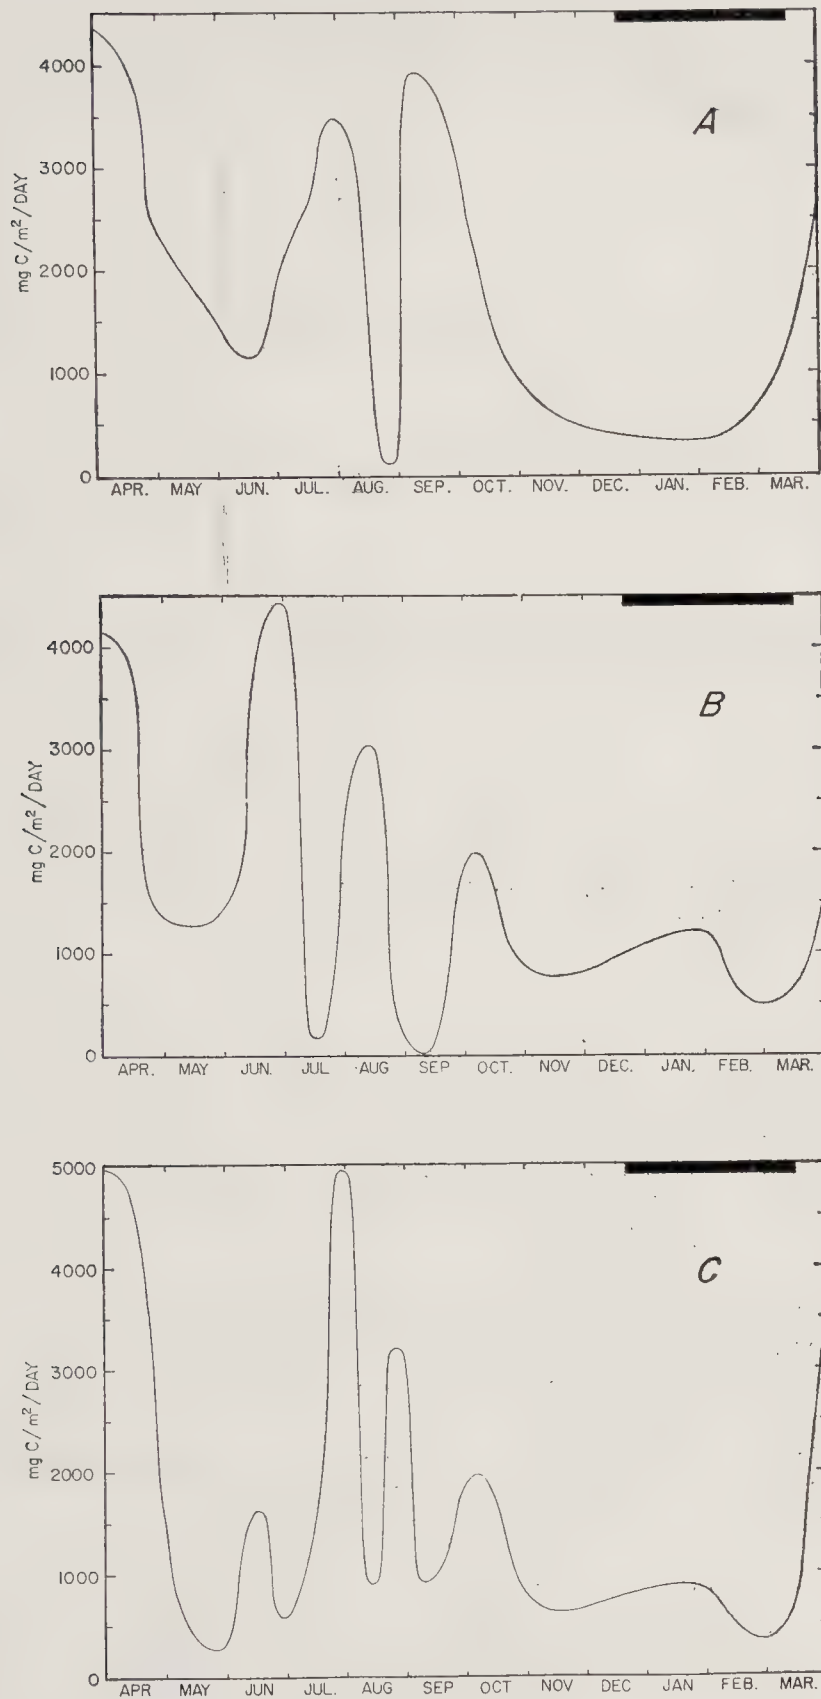 4000
3000
2000
1000
0
mg C/m²/DAY
A
APR. MAY JUN. JUL. AUG. SEP. OCT. NOV. DEC. JAN. FEB. MAR.
4000
3000
2000
1000
0
mg C/m²/DAY
B
APR. MAY JUN. JUL AUG SEP OCT. NOV DEC. JAN. FEB. MAR.
5000
4000
3000
2000
1000
0
mg C/m²/DAY
C
APR MAY JUN JUL. AUG SEP OCT NOV DEC JAN FEB. MAR.